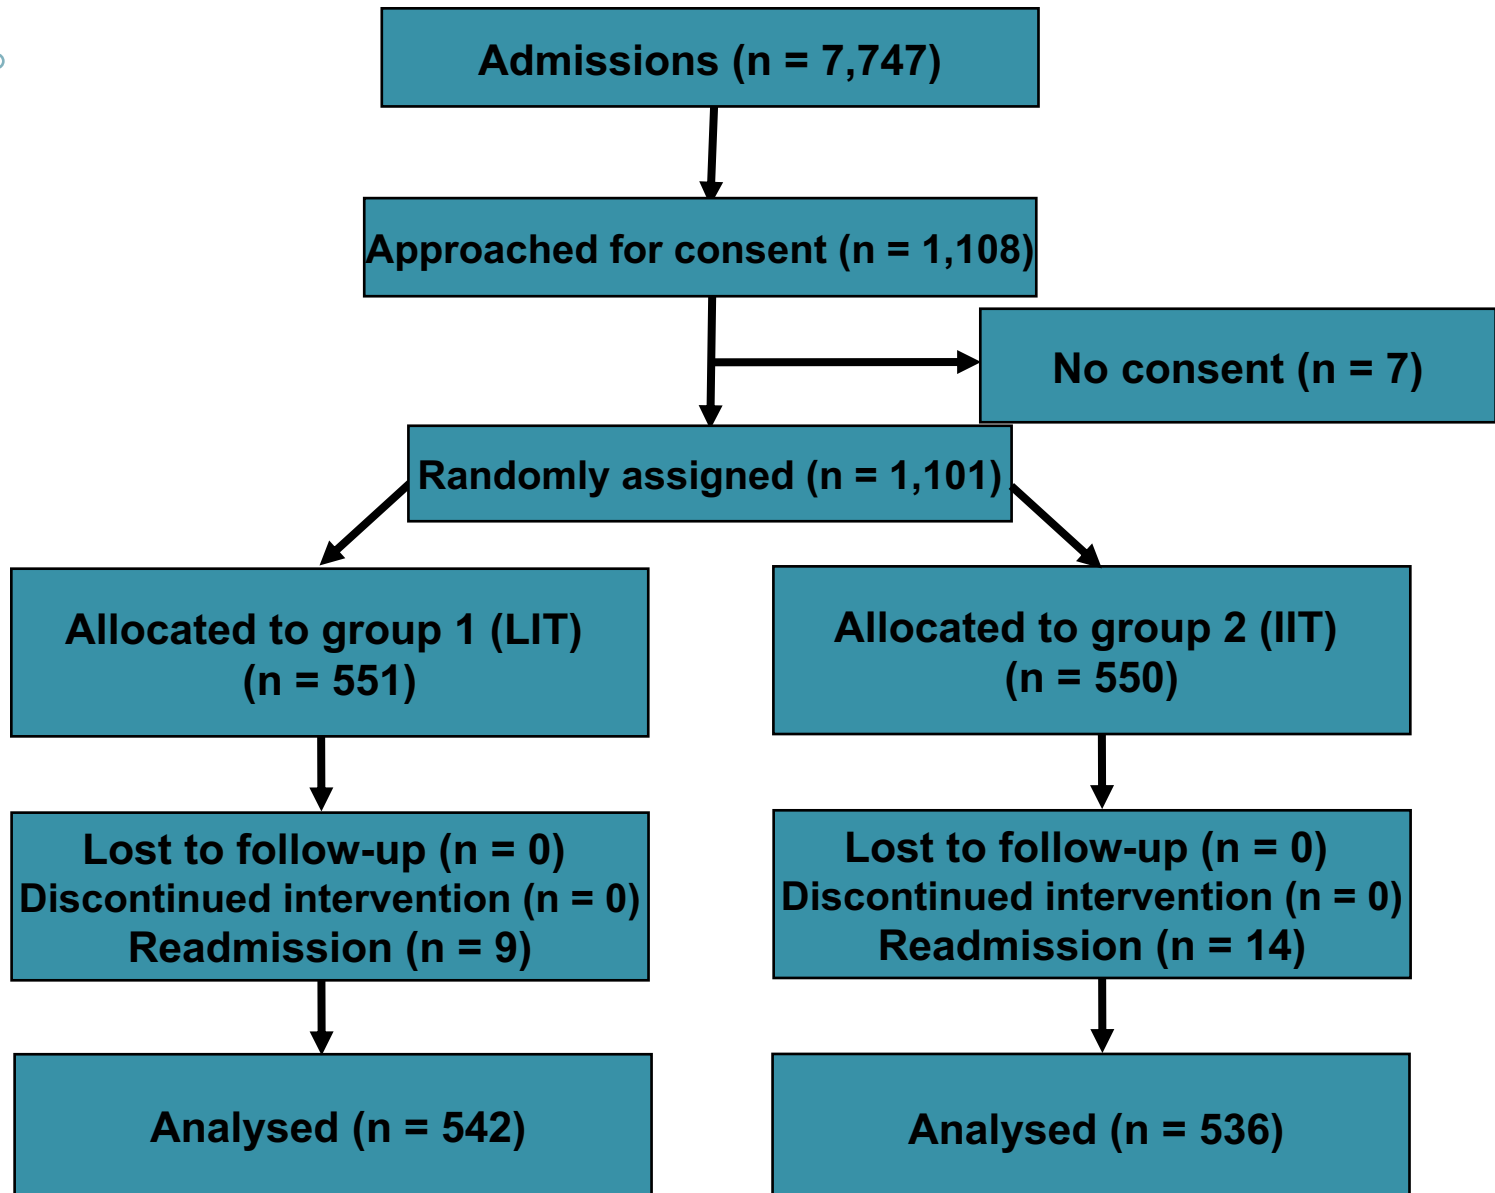 Admissions (n = 7,747)
Approached for consent (n = 1,108)
No consent (n = 7)
Randomly assigned (n = 1,101)
Allocated to group 1 (LIT)
(n = 551)
Allocated to group 2 (IIT)
(n = 550)
Lost to follow-up (n = 0)
Discontinued intervention (n = 0)
Readmission (n = 9)
Lost to follow-up (n = 0)
Discontinued intervention (n = 0)
Readmission (n = 14)
Analysed (n = 542)
Analysed (n = 536)